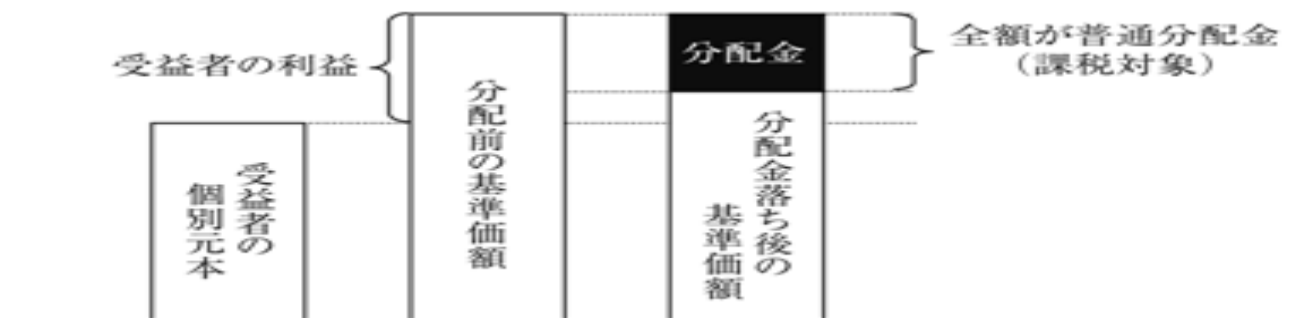 受益者の利益
受益者の
個別元本
分配前の基準価額
分配金
分配金落ち後の
基準価額
全額が普通分配金
（課税対象）